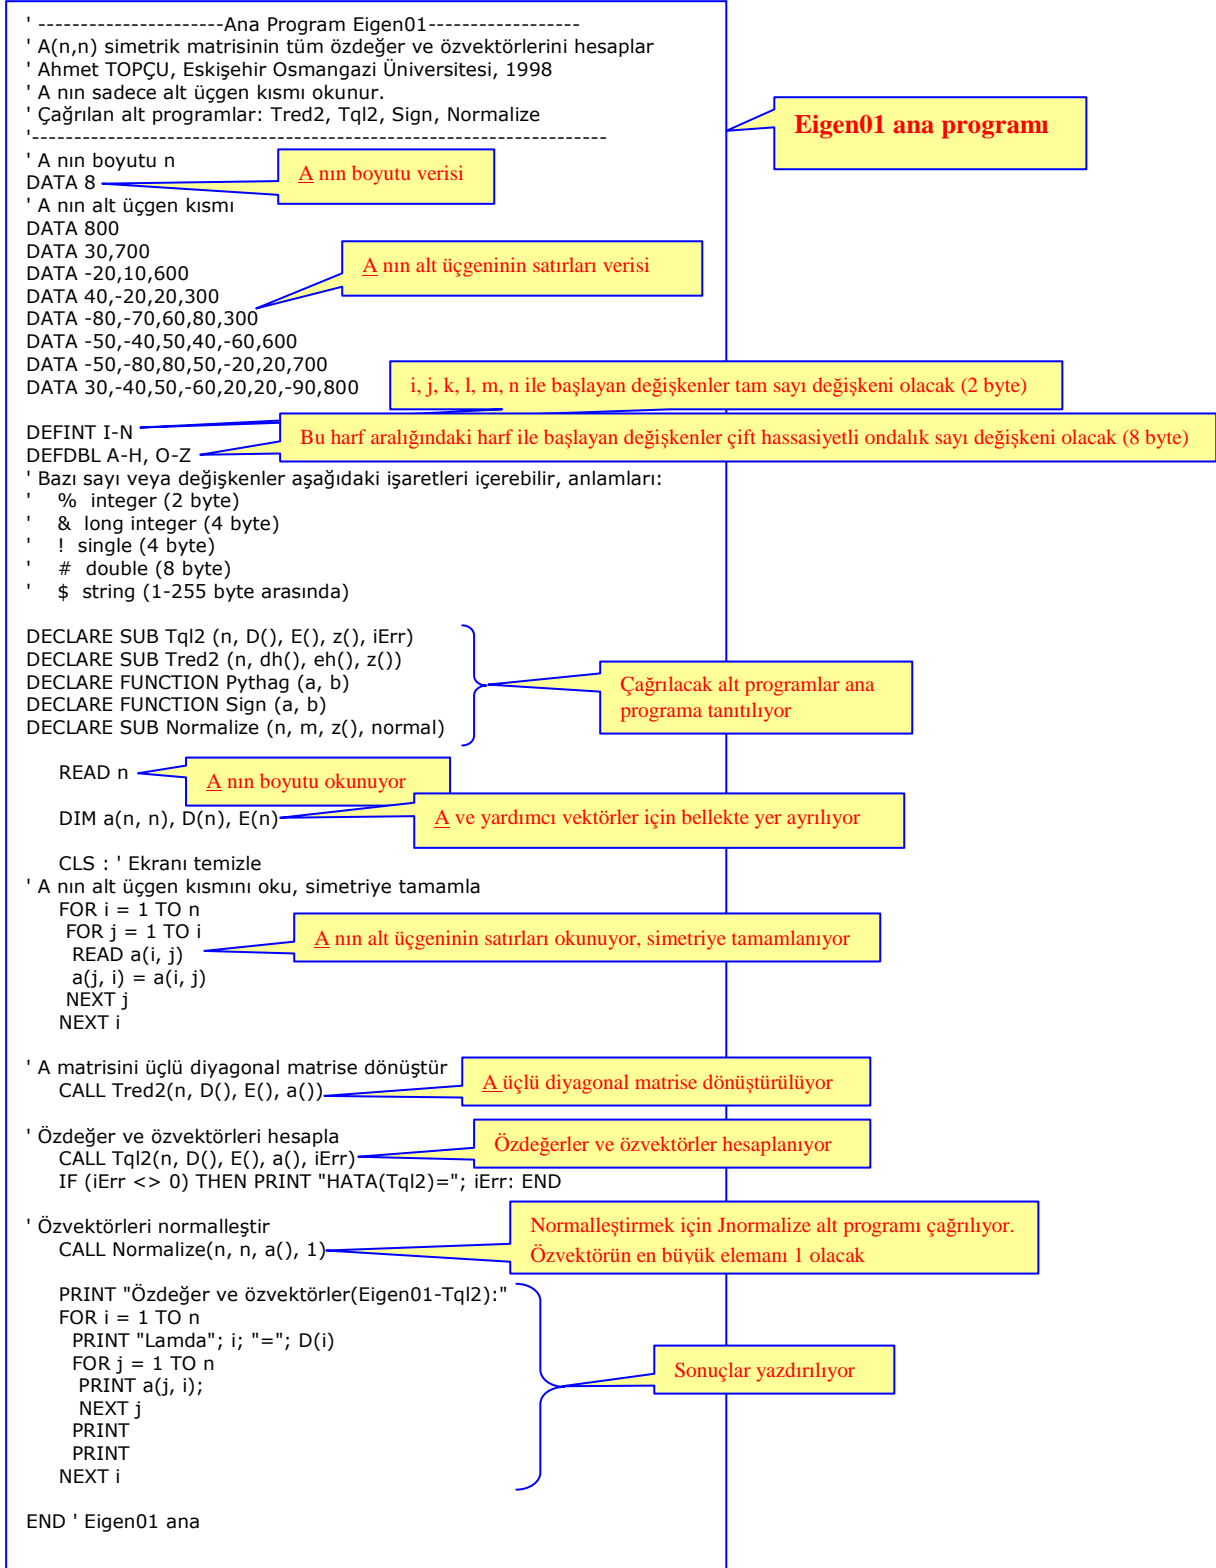 ' ----------------------Ana Program Eigen01------------------
' A(n,n) simetrik matrisinin tüm özdeğer ve özvektörlerini hesaplar
' Ahmet TOPÇU, Eskişehir Osmangazi Üniversitesi, 1998
' A nın sadece alt üçgen kısmı okunur.
' Çağrılan alt programlar: Tred2, Tql2, Sign, Normalize
'--------------------------------------------------------------------
Eigen01 ana programı
' A nın boyutu n
DATA 8
A nın boyutu verisi
' A nın alt üçgen kısmı
DATA 800
DATA 30,700
DATA -20,10,600
DATA 40,-20,20,300
DATA -80,-70,60,80,300
DATA -50,-40,50,40,-60,600
DATA -50,-80,80,50,-20,20,700
DATA 30,-40,50,-60,20,20,-90,800
A nın alt üçgeninin satırları verisi
i, j, k, l, m, n ile başlayan değişkenler tam sayı değişkeni olacak (2 byte)
DEFINT I-N
DEFDBL A-H, O-Z
Bu harf aralığındaki harf ile başlayan değişkenler çift hassasiyetli ondalık sayı değişkeni olacak (8 byte)
' Bazı sayı veya değişkenler aşağıdaki işaretleri içerebilir, anlamları:
' % integer (2 byte)
' & long integer (4 byte)
' ! single (4 byte)
' # double (8 byte)
' $ string (1-255 byte arasında)
DECLARE SUB Tql2 (n, D(), E(), z(), iErr)
DECLARE SUB Tred2 (n, dh(), eh(), z())
DECLARE FUNCTION Pythag (a, b)
DECLARE FUNCTION Sign (a, b)
DECLARE SUB Normalize (n, m, z(), normal)
Çağrılacak alt programlar ana
programa tanıtılıyor
READ n
A nın boyutu okunuyor
DIM a(n, n), D(n), E(n)
A ve yardımcı vektörler için bellekte yer ayrılıyor
CLS : ' Ekranı temizle
' A nın alt üçgen kısmını oku, simetriye tamamla
FOR i = 1 TO n
FOR j = 1 TO i
READ a(i, j)
a(j, i) = a(i, j)
NEXT j
NEXT i
A nın alt üçgeninin satırları okunuyor, simetriye tamamlanıyor
' A matrisini üçlü diyagonal matrise dönüştür
CALL Tred2(n, D(), E(), a())
A üçlü diyagonal matrise dönüştürülüyor
' Özdeğer ve özvektörleri hesapla
CALL Tql2(n, D(), E(), a(), iErr)
IF (iErr <> 0) THEN PRINT "HATA(Tql2)="; iErr: END
Özdeğerler ve özvektörler hesaplanıyor
' Özvektörleri normalleştir
CALL Normalize(n, n, a(), 1)
Normalleştirmek için Jnormalize alt programı çağrılıyor.
Özvektörün en büyük elemanı 1 olacak
PRINT "Özdeğer ve özvektörler(Eigen01-Tql2):"
FOR i = 1 TO n
PRINT "Lamda"; i; "="; D(i)
FOR j = 1 TO n
PRINT a(j, i);
NEXT j
PRINT
PRINT
NEXT i
Sonuçlar yazdırılıyor
END ' Eigen01 ana